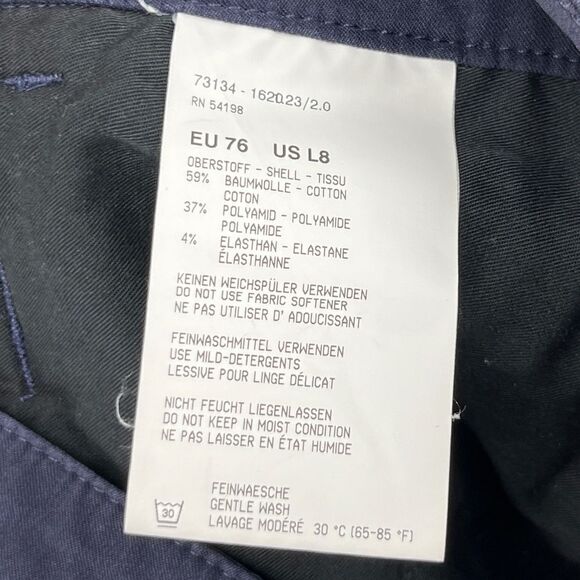 73134 - 1620.23/2.0
RN 54198
EU 76 US L8
OBERSTOFF - SHELL - TISSU
59% BAUMWOLLE - COTTON
COTON
37% POLYAMID - POLYAMIDE
POLYAMIDE
4% ELASTHAN - ELASTANE
ÉLASTHANNE
KEINEN WEICHSPÜLER VERWENDEN
DO NOT USE FABRIC SOFTENER
NE PAS UTILISER D' ADOUCISSANT
FEINWASCHMITTEL VERWENDEN
USE MILD-DETERGENTS
LESSIVE POUR LINGE DÉLICAT
NICHT FEUCHT LIEGENLASSEN
DO NOT KEEP IN MOIST CONDITION
NE PAS LAISSER EN ÉTAT HUMIDE
30
FEINWAESCHE
GENTLE WASH
LAVAGE MODÉRÉ 30 °C (65-85 °F)